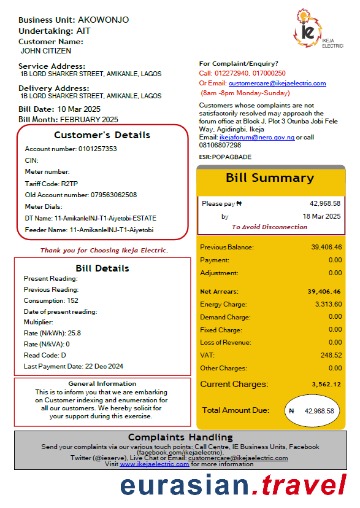 Business Unit: AKOWONJO
Undertaking: AIT
Customer Name:
JOHN CITIZEN
Service Address:
1B LORD SHARKER STREET, AMIKANLE, LAGOS
Delivery Address:
1B LORD SHARKER STREET, AMIKANLE, LAGOS
Bill Date: 10 Mar 2025
Bill Month: FEBRUARY 2025
ie
IKEJA
ELECTRIC
For Complaint/Enquiry?
Call: 012272940, 017000250
Or Email: customercare@ikejaelectric.com
(8am -8pm Monday-Sunday)
Customers whose complaints are not
satisfactorily resolved may approach the
forum office at Block J, Plot 3 Otunba Jobi Fele
Way, Agidingbi, Ikeja
Email: ikejaforum@nerc.gov.ng or call
08106807298
ESR:POPAGBADE
Customer's Details
Account number: 0101257353
CIN:
Meter number:
Tariff Code: R2TP
Old Account number: 079563062508
Meter Dials:
DT Name: 11-AmikanleINJ-T1-Aiyetobi-ESTATE
Feeder Name: 11-AmikanleINJ-T1-Aiyetobi
Thank you for Choosing Ikeja Electric.
Bill Details
Present Reading:
Previous Reading:
Consumption: 152
Date of present reading:
Multiplier:
Rate (N/kWh): 25.8
Rate (N/kVA): 0
Read Code: D
Last Payment Date: 22 Dec 2024
General Information
This is to inform you that we are embarking
on Customer indexing and enumeration for
all our customers. We hereby solicit for
your support during this exercise.
Bill Summary
Please pay ₦ 42,968.58
by 18 Mar 2025
To Avoid Disconnection
Previous Balance: 39,406.46
Payment: 0.00
Adjustment: 0.00
Net Arrears: 39,406.46
Energy Charge: 3,313.60
Demand Charge: 0.00
Fixed Charge: 0.00
Loss of Revenue: 0.00
VAT: 248.52
Other Charges: 0.00
Current Charges: 3,562.12
Total Amount Due: ₦ 42,968.58
Complaints Handling
Send your complaints via our various touch points: Call Centre, IE Business Units, Facebook
(facebook.com/ikejaelectric),
Twitter (@ieserve), Live Chat or Email: customercare@ikejaelectric.com
Visit www.ikejaelectric.com for more information
eurasian.travel